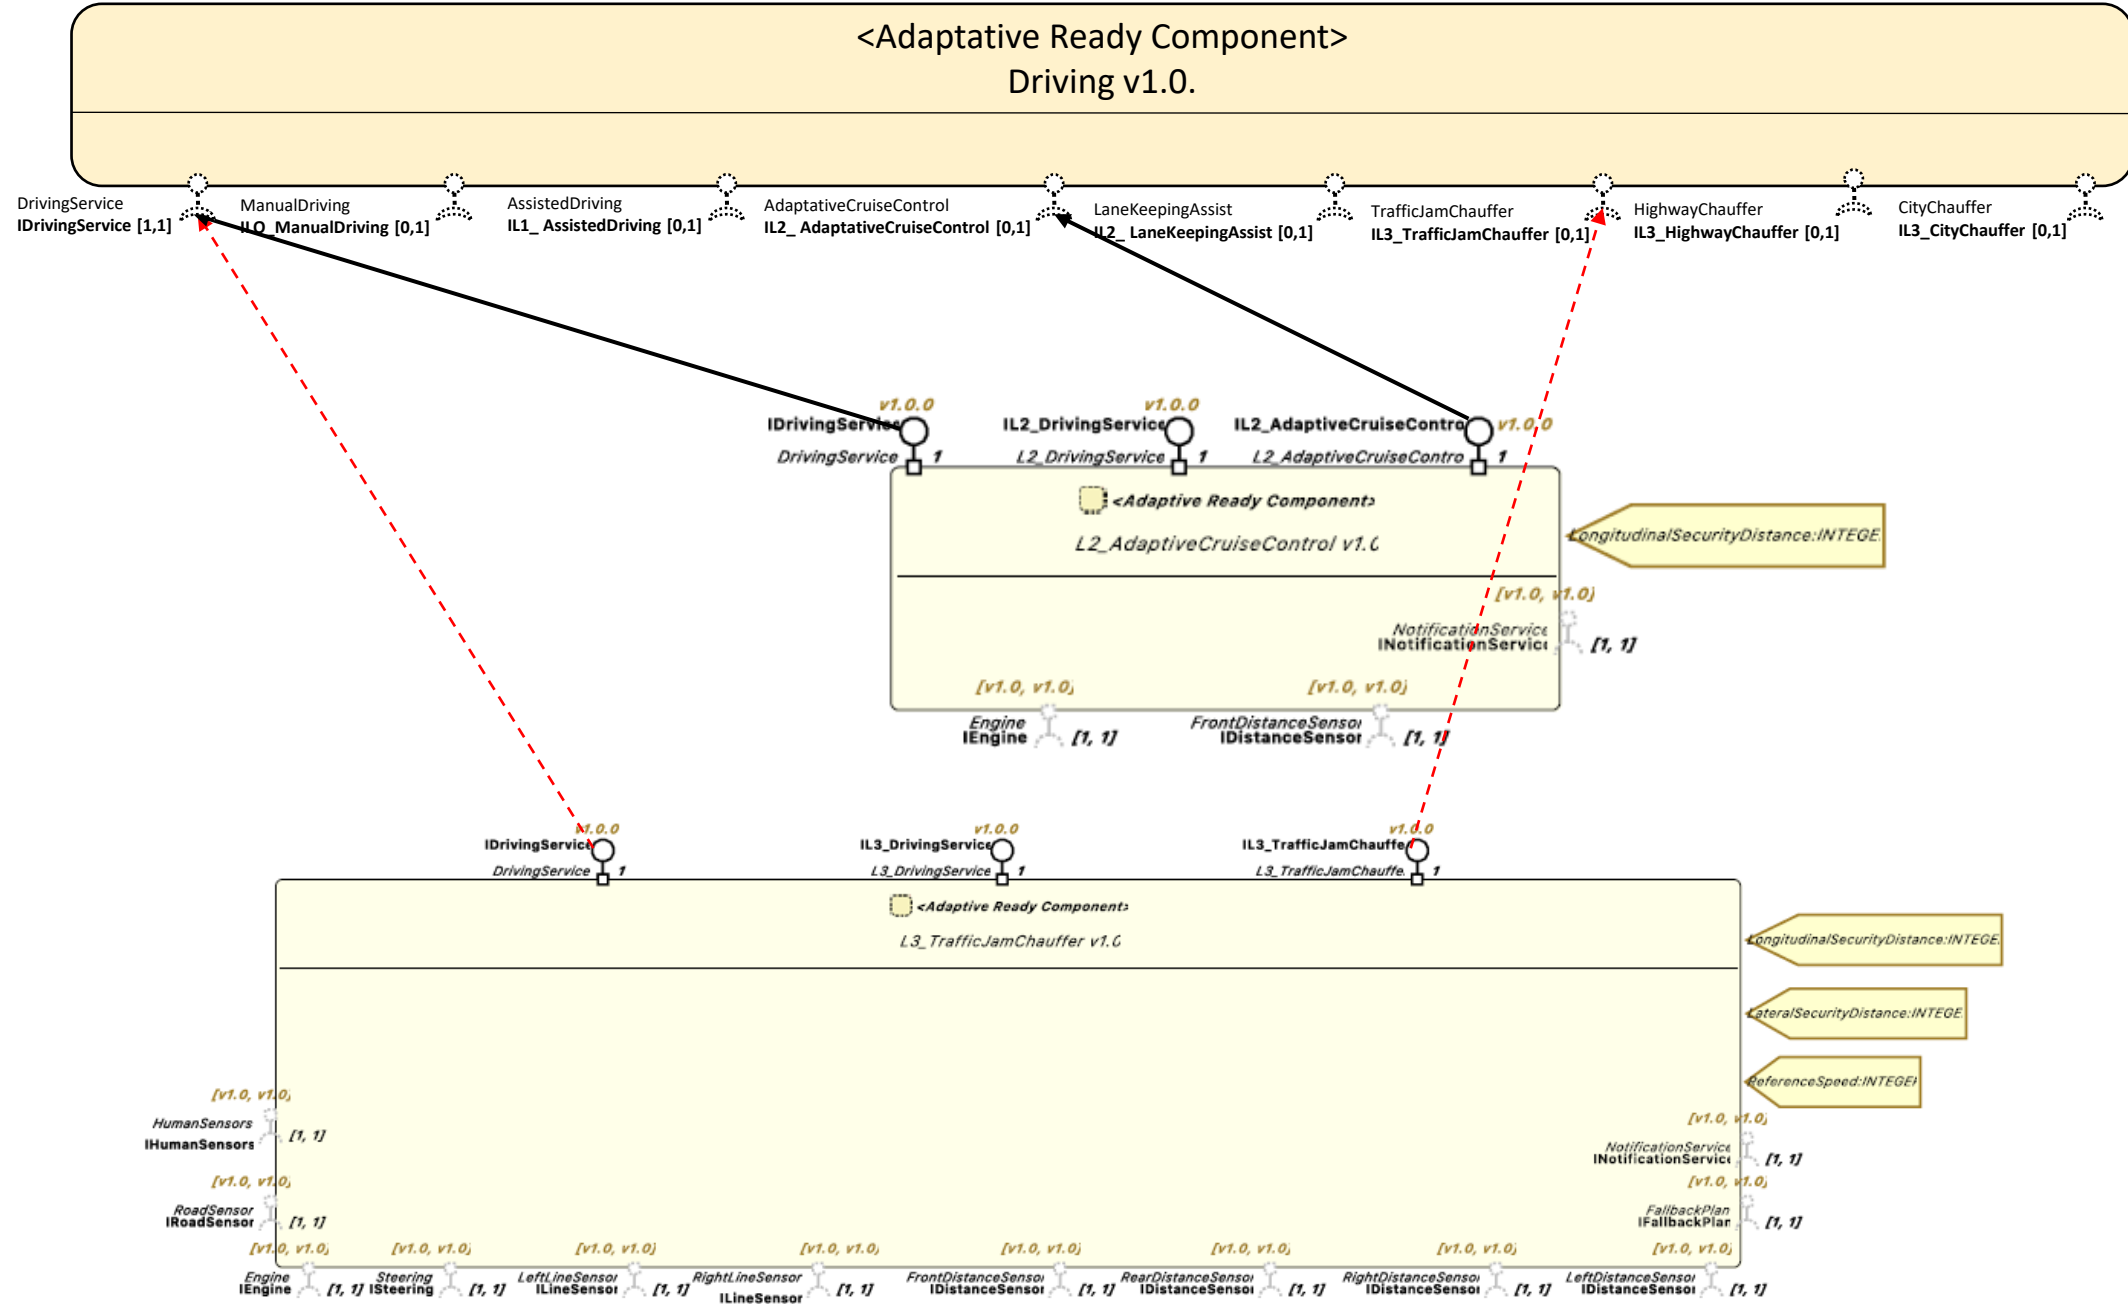 <Adaptative Ready Component>
Driving v1.0.
DrivingService
IDrivingService [1,1]
ManualDriving
IL0_ManualDriving [0,1]
AssistedDriving
IL1_ AssistedDriving [0,1]
AdaptativeCruiseControl
IL2_ AdaptativeCruiseControl [0,1]
LaneKeepingAssist
IL2_ LaneKeepingAssist [0,1]
TrafficJamChauffer
IL3_TrafficJamChauffer [0,1]
HighwayChauffer
IL3_HighwayChauffer [0,1]
CityChauffer
IL3_CityChauffer [0,1]
v1.0.0
IDrivingService
DrivingService 1
v1.0.0
IL2_DrivingService
L2_DrivingService 1
IL2_AdaptiveCruiseContro v1.0.0
L2_AdaptiveCruiseContro 1
<Adaptive Ready Component>
L2_AdaptiveCruiseControl v1.0
LongitudinalSecurityDistance:INTEGE
[v1.0, v1.0]
NotificationService
INotificationService [1, 1]
[v1.0, v1.0]
Engine
IEngine [1, 1]
[v1.0, v1.0]
FrontDistanceSensor
IDistanceSensor [1, 1]
v1.0.0
IDrivingService
DrivingService 1
v1.0.0
IL3_DrivingService
L3_DrivingService 1
v1.0.0
IL3_TrafficJamChauffe
L3_TrafficJamChauffe 1
<Adaptive Ready Component>
L3_TrafficJamChauffer v1.0
LongitudinalSecurityDistance:INTEGE
LateralSecurityDistance:INTEGE
ReferenceSpeed:INTEGER
[v1.0, v1.0]
HumanSensors
IHumanSensors [1, 1]
[v1.0, v1.0]
RoadSensor
IRoadSensor [1, 1]
[v1.0, v1.0]
NotificationService
INotificationService [1, 1]
[v1.0, v1.0]
FallbackPlan
IFallbackPlan [1, 1]
[v1.0, v1.0]
Engine
IEngine [1, 1]
[v1.0, v1.0]
Steering
ISteering [1, 1]
[v1.0, v1.0]
LeftLineSensor
ILineSensor [1, 1]
[v1.0, v1.0]
RightLineSensor
ILineSensor [1, 1]
[v1.0, v1.0]
FrontDistanceSensor
IDistanceSensor [1, 1]
[v1.0, v1.0]
RearDistanceSensor
IDistanceSensor [1, 1]
[v1.0, v1.0]
RightDistanceSensor
IDistanceSensor [1, 1]
[v1.0, v1.0]
LeftDistanceSensor
IDistanceSensor [1, 1]